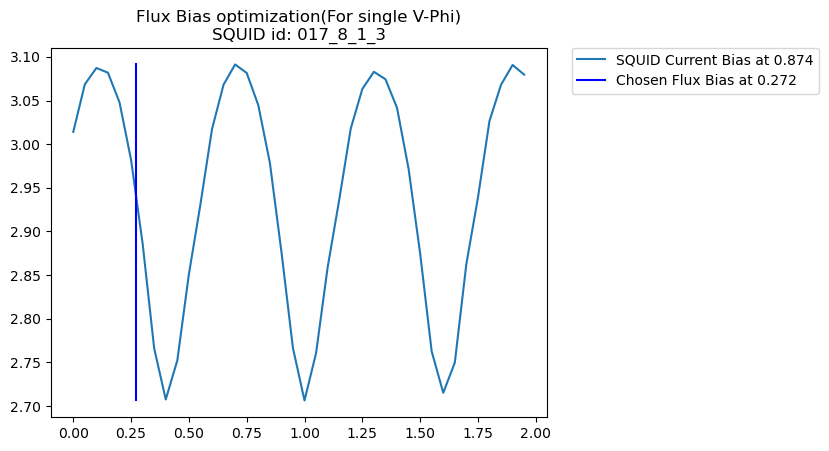 Flux Bias optimization(For single V-Phi)
SQUID id: 017_8_1_3
SQUID Current Bias at 0.874
Chosen Flux Bias at 0.272
3.10
3.05
3.00
2.95
2.90
2.85
2.80
2.75
2.70
0.00 0.25 0.50 0.75 1.00 1.25 1.50 1.75 2.00